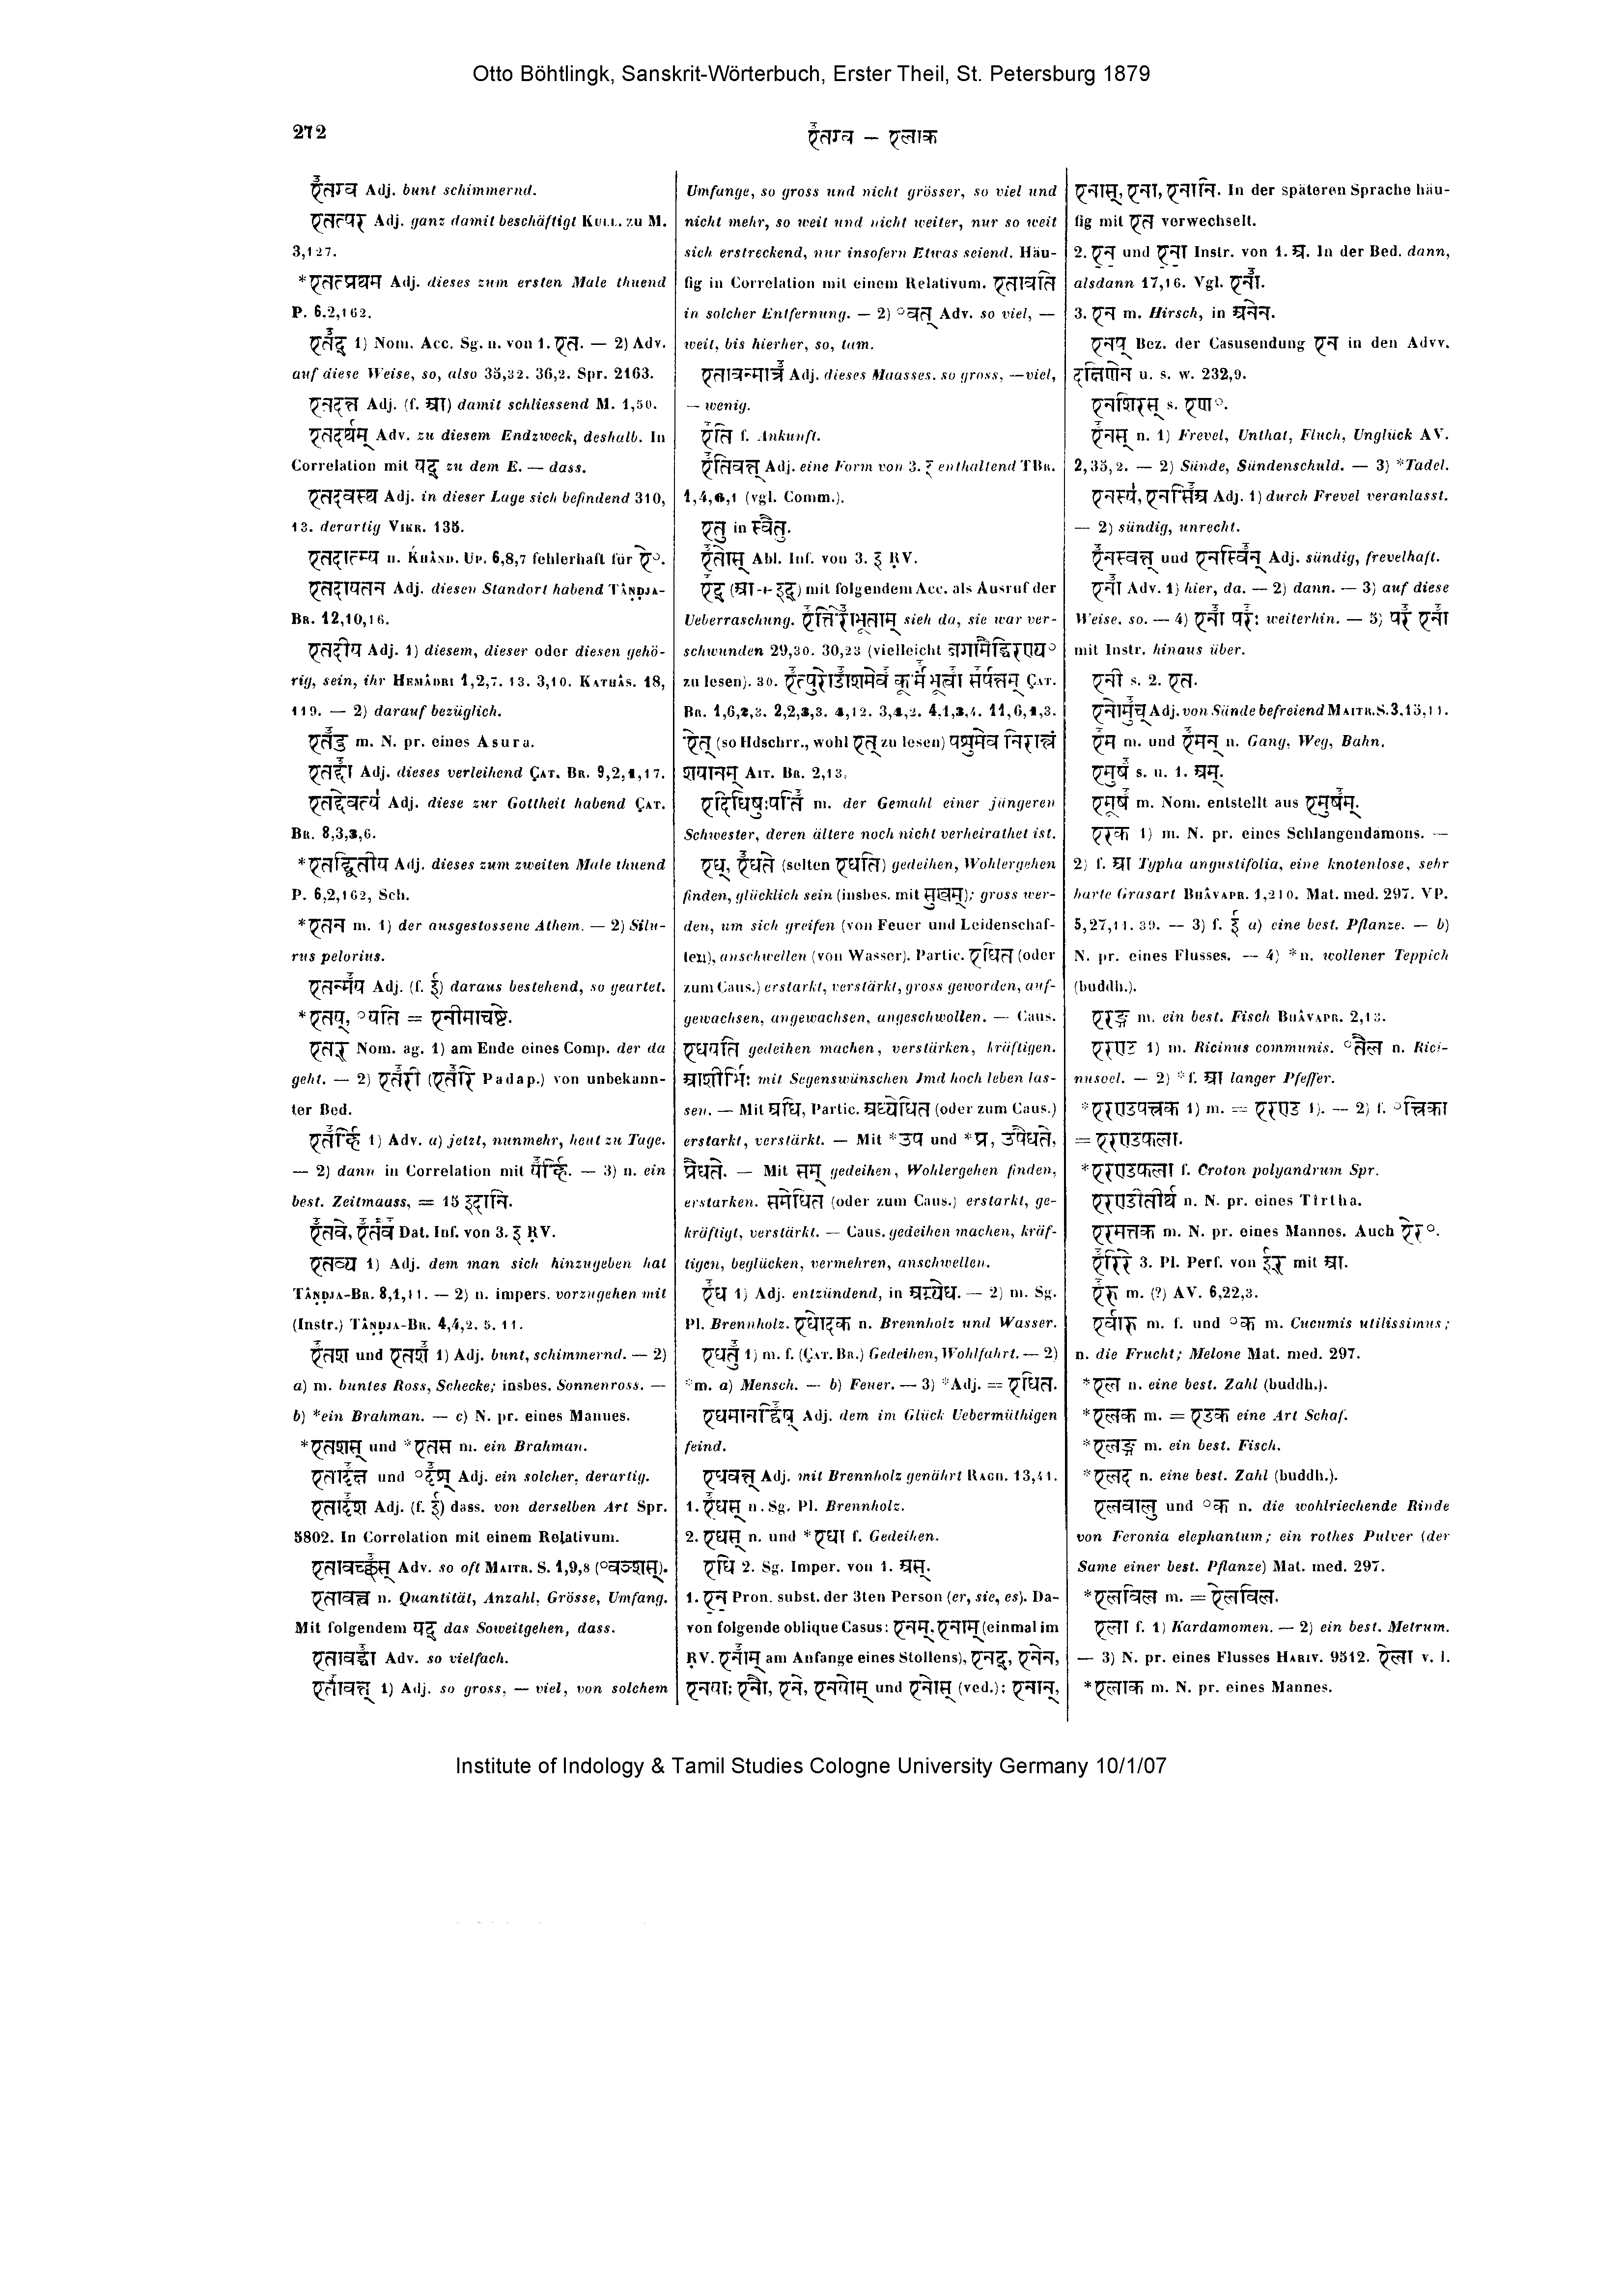 Otto Böhtlingk, Sanskrit-Wörterbuch, Erster Theil, St. Petersburg 1879
272
एतग्व — एलाक
एतग्व Adj. bunt schimmernd.
एतत्पर Adj. ganz damit beschäftigt KULL. zu M.
3,127.
*एतत्प्रथम Adj. dieses zum ersten Male thuend
P. 6.2,162.
एतद् 1) Nom. Acc. Sg. n. von 1. एत. — 2) Adv.
auf diese Weise, so, also 35,32. 36,2. Spr. 2163.
एतदन्त Adj. (f. आ) damit schliessend M. 1,50.
एतदर्थम् Adv. zu diesem Endzweck, deshalb. In
Correlation mit यद् zu dem E. — dass.
एतदवस्थ Adj. in dieser Lage sich befindend 310,
13. derartig VIKR. 135.
एतदात्म्य n. KHÂND. UP. 6,8,7 fehlerhaft für ऐ°.
एतदायतन Adj. diesen Standort habend TÂNDJA-
BR. 12,10,16.
एतदीय Adj. 1) diesem, dieser oder diesen gehö-
rig, sein, ihr HEMÂDRI 1,2,7. 13. 3,10. KATHÂS. 18,
119. — 2) darauf bezüglich.
m. N. pr. eines Asura.
एतद्दा Adj. dieses verleihend ÇAT. BR. 9,2,1,17.
एतद्देवत्य Adj. diese zur Gottheit habend ÇAT.
BR. 8,3,3,6.
*एतद्द्वितीय Adj. dieses zum zweiten Male thuend
P. 6,2,162, Sch.
*एतन m. 1) der ausgestossene Athem. — 2) Silu-
rus pelorius.
एतन्मय Adj. (f. ई) daraus bestehend, so geartet.
*एतय्, °यति = एनीमाचष्टे.
एतर् Nom. ag. 1) am Ende eines Comp. der da
geht. — 2) एतरी (एतरि Padap.) von unbekann-
ter Bed.
एतर्हि 1) Adv. a) jetzt, nunmehr, heut zu Tage.
— 2) dann in Correlation mit यर्हि. — 3) n. ein
best. Zeitmauss, = 15 इदानि.
एतवे, एतवै Dat. Inf. von 3. इ RV.
एतव्य 1) Adj. dem man sich hinzugeben hat
TÂNDJA-BR. 8,1,11. — 2) n. impers. vorzugehen mit
(Instr.) TÂNDJA-BR. 4,4,2. 5. 11.
एतश und एतश 1) Adj. bunt, schimmernd. — 2)
a) m. buntes Ross, Schecke; insbes. Sonnenross. —
b) *ein Brahman. — c) N. pr. eines Mannes.
*एतशस् und *एतस m. ein Brahman.
एतादृक्ष und °दृश् Adj. ein solcher, derartig.
एतादृश Adj. (f. ई) dass. von derselben Art Spr.
5802. In Correlation mit einem Relativum.
एतावच्छस् Adv. so oft MAITR. S. 1,9,8 (°वञ्शस्).
एतावत्त्व n. Quantität, Anzahl, Grösse, Umfang.
Mit folgendem यद् das Soweitgehen, dass.
एतावद्धा Adv. so vielfach.
एतावन्त् 1) Adj. so gross, — viel, von solchem
Umfange, so gross und nicht grösser, so viel und
nicht mehr, so weit und nicht weiter, nur so weit
sich erstreckend, nur insofern Etwas seiend. Häu-
fig in Correlation mit einem Relativum. एतावति
in solcher Entfernung. — 2) °वत् Adv. so viel, —
weit, bis hierher, so, tam.
एतावन्मात्र Adj. dieses Maasses. so gross, —viel,
— wenig.
एति f. Ankunft.
एतिवन्त् Adj. eine Form von 3. इ enthaltend TBR.
1,4,6,1 (vgl. Comm.).
एतु in स्वैतु.
एतोस् Abl. Inf. von 3. इ RV.
एद् (आ + इद्) mit folgendem Acc. als Ausruf der
Ueberraschung. एत्तिरोभूताम् sieh da, sie war ver-
schwunden 29,30. 30,23 (vielleicht जगामैद्धिरण्य°
zu lesen). 30. एत्पुरोडाशमेव कूर्मं भूत्वा सर्पन्तम् ÇAT.
BR. 1,6,2,3. 2,2,3,3. 4,12. 3,1,2. 4,1,3,4. 11,6,1,3.
ऐत् (so Hdschrr., wohl एत् zu lesen) पशुमेव निरान्त्रं
शयानम् AIT. BR. 2,13.
एदिधिषुःपति m. der Gemahl einer jüngeren
Schwester, deren ältere noch nicht verheirathet ist.
एध्, एधते (selten एधति) gedeihen, Wohlergehen
finden, glücklich sein (insbes. mit सुखम्); gross wer-
den, um sich greifen (von Feuer und Leidenschaf-
ten), anschwellen (von Wasser). Partic. एधित (oder
zum Caus.) erstarkt, verstärkt, gross geworden, auf-
gewachsen, angewachsen, angeschwollen. — Caus.
एधयति gedeihen machen, verstärken, kräftigen.
आशीर्भिः mit Segenswünschen Imd hoch leben las-
sen. — Mit अधि, Partic. अध्येधित (oder zum Caus.)
erstarkt, verstärkt. — Mit *उप und *प्र, उपैधते,
प्रैधते. — Mit सम् gedeihen, Wohlergehen finden,
erstarken. समेधित (oder zum Caus.) erstarkt, ge-
kräftigt, verstärkt. — Caus. gedeihen machen, kräf-
tigen, beglücken, vermehren, anschwellen.
एध 1) Adj. entzündend, in अग्न्येध. — 2) m. Sg.
Pl. Brennholz. एधोदक n. Brennholz und Wasser.
एधतु 1) m. f. (ÇAT. BR.) Gedeihen, Wohlfahrt. — 2)
*m. a) Mensch. — b) Feuer. — 3) *Adj. = एधित.
एधमानद्विष् Adj. dem im Glück Uebermüthigen
feind.
एधवन्त् Adj. mit Brennholz genährt RAGH. 13,41.
1. एधस् n. Sg. Pl. Brennholz.
2. एधस् n. und *एधा f. Gedeihen.
एधि 2. Sg. Imper. von 1. अस्.
1. एन Pron. subst. der 3ten Person (er, sie, es). Da-
von folgende oblique Casus: एनम्, एनाम् (einmal im
RV. एनाम् am Anfange eines Stollens), एनद्, एनेन,
एनया; एनौ, एने, एनयोस् und एनोस् (ved.); एनान्,
एनास्, एना, एनानि. In der späteren Sprache häu-
fig mit एत verwechselt.
2. एन und एना Instr. von 1. अ. In der Bed. dann,
alsdann 17,16. Vgl. एना.
3. एन m. Hirsch, in अनेन.
एनप् Bez. der Casusendung एन in den Advv.
दक्षिणेन u. s. w. 232,9.
एनशिरस् s. एण°.
एनस् n. 1) Frevel, Unthat, Fluch, Unglück AV.
2,35,2. — 2) Sünde, Sündenschuld. — 3) *Tadel.
एनस्य, एनसिअ Adj. 1) durch Frevel veranlasst.
— 2) sündig, unrecht.
एनस्वन्त् und एनस्विन् Adj. sündig, frevelhaft.
एना Adv. 1) hier, da. — 2) dann. — 3) auf diese
Weise, so. — 4) एना परः weiterhin. — 5) पर एना
mit Instr. hinaus über.
एनी s. 2. एत.
एनोमुच् Adj. von Sünde befreiend MAITR. S. 3,15,11.
एम m. und एमन् n. Gang, Weg, Bahn.
एमुष s. u. 1. अम्.
एमूष m. Nom. entstellt aus एमुषम्.
एरक 1) m. N. pr. eines Schlangendämons. —
2) f. आ Typha angustifolia, eine knotenlose, sehr
harte Grasart BHÂVAPR. 1,210. Mat. med. 297. VP.
5,27,11. 39. — 3) f. ई a) eine best. Pflanze. — b)
N. pr. eines Flusses. — 4) *n. wollener Teppich
(buddh.).
एरङ्ग m. ein best. Fisch BHÂVAPR. 2,13.
एरण्ड 1) m. Ricinus communis. °तैल n. Rici-
nusoel. — 2) *f. आ langer Pfeffer.
*एरण्डपत्त्रक 1) m. = एरण्ड 1). — 2) f. °त्त्रिका
= एरण्डफला.
*एरण्डफला f. Croton polyandrum Spr.
एरण्डीतीर्थ n. N. pr. eines Tîrtha.
एरमत्तक m. N. pr. eines Mannes. Auch ऐर°.
एरिरे 3. Pl. Perf. von ईर् mit आ.
एरु m. (?) AV. 6,22,3.
एर्वारु m. f. und °क m. Cucumis utilissimus;
n. die Frucht; Melone Mat. med. 297.
*एल n. eine best. Zahl (buddh.).
*एलक m. = एडक eine Art Schaf.
*एलङ्ग m. ein best. Fisch.
*एलद n. eine best. Zahl (buddh.).
एलवालु und °क n. die wohlriechende Rinde
von Feronia elephantum; ein rothes Pulver (der
Same einer best. Pflanze) Mat. med. 297.
*एलविल m. = ऐलविल.
एला f. 1) Kardamomen. — 2) ein best. Metrum.
— 3) N. pr. eines Flusses HARIV. 9512. ऐला v. l.
*एलाक m. N. pr. eines Mannes.
Institute of Indology & Tamil Studies Cologne University Germany 10/1/07